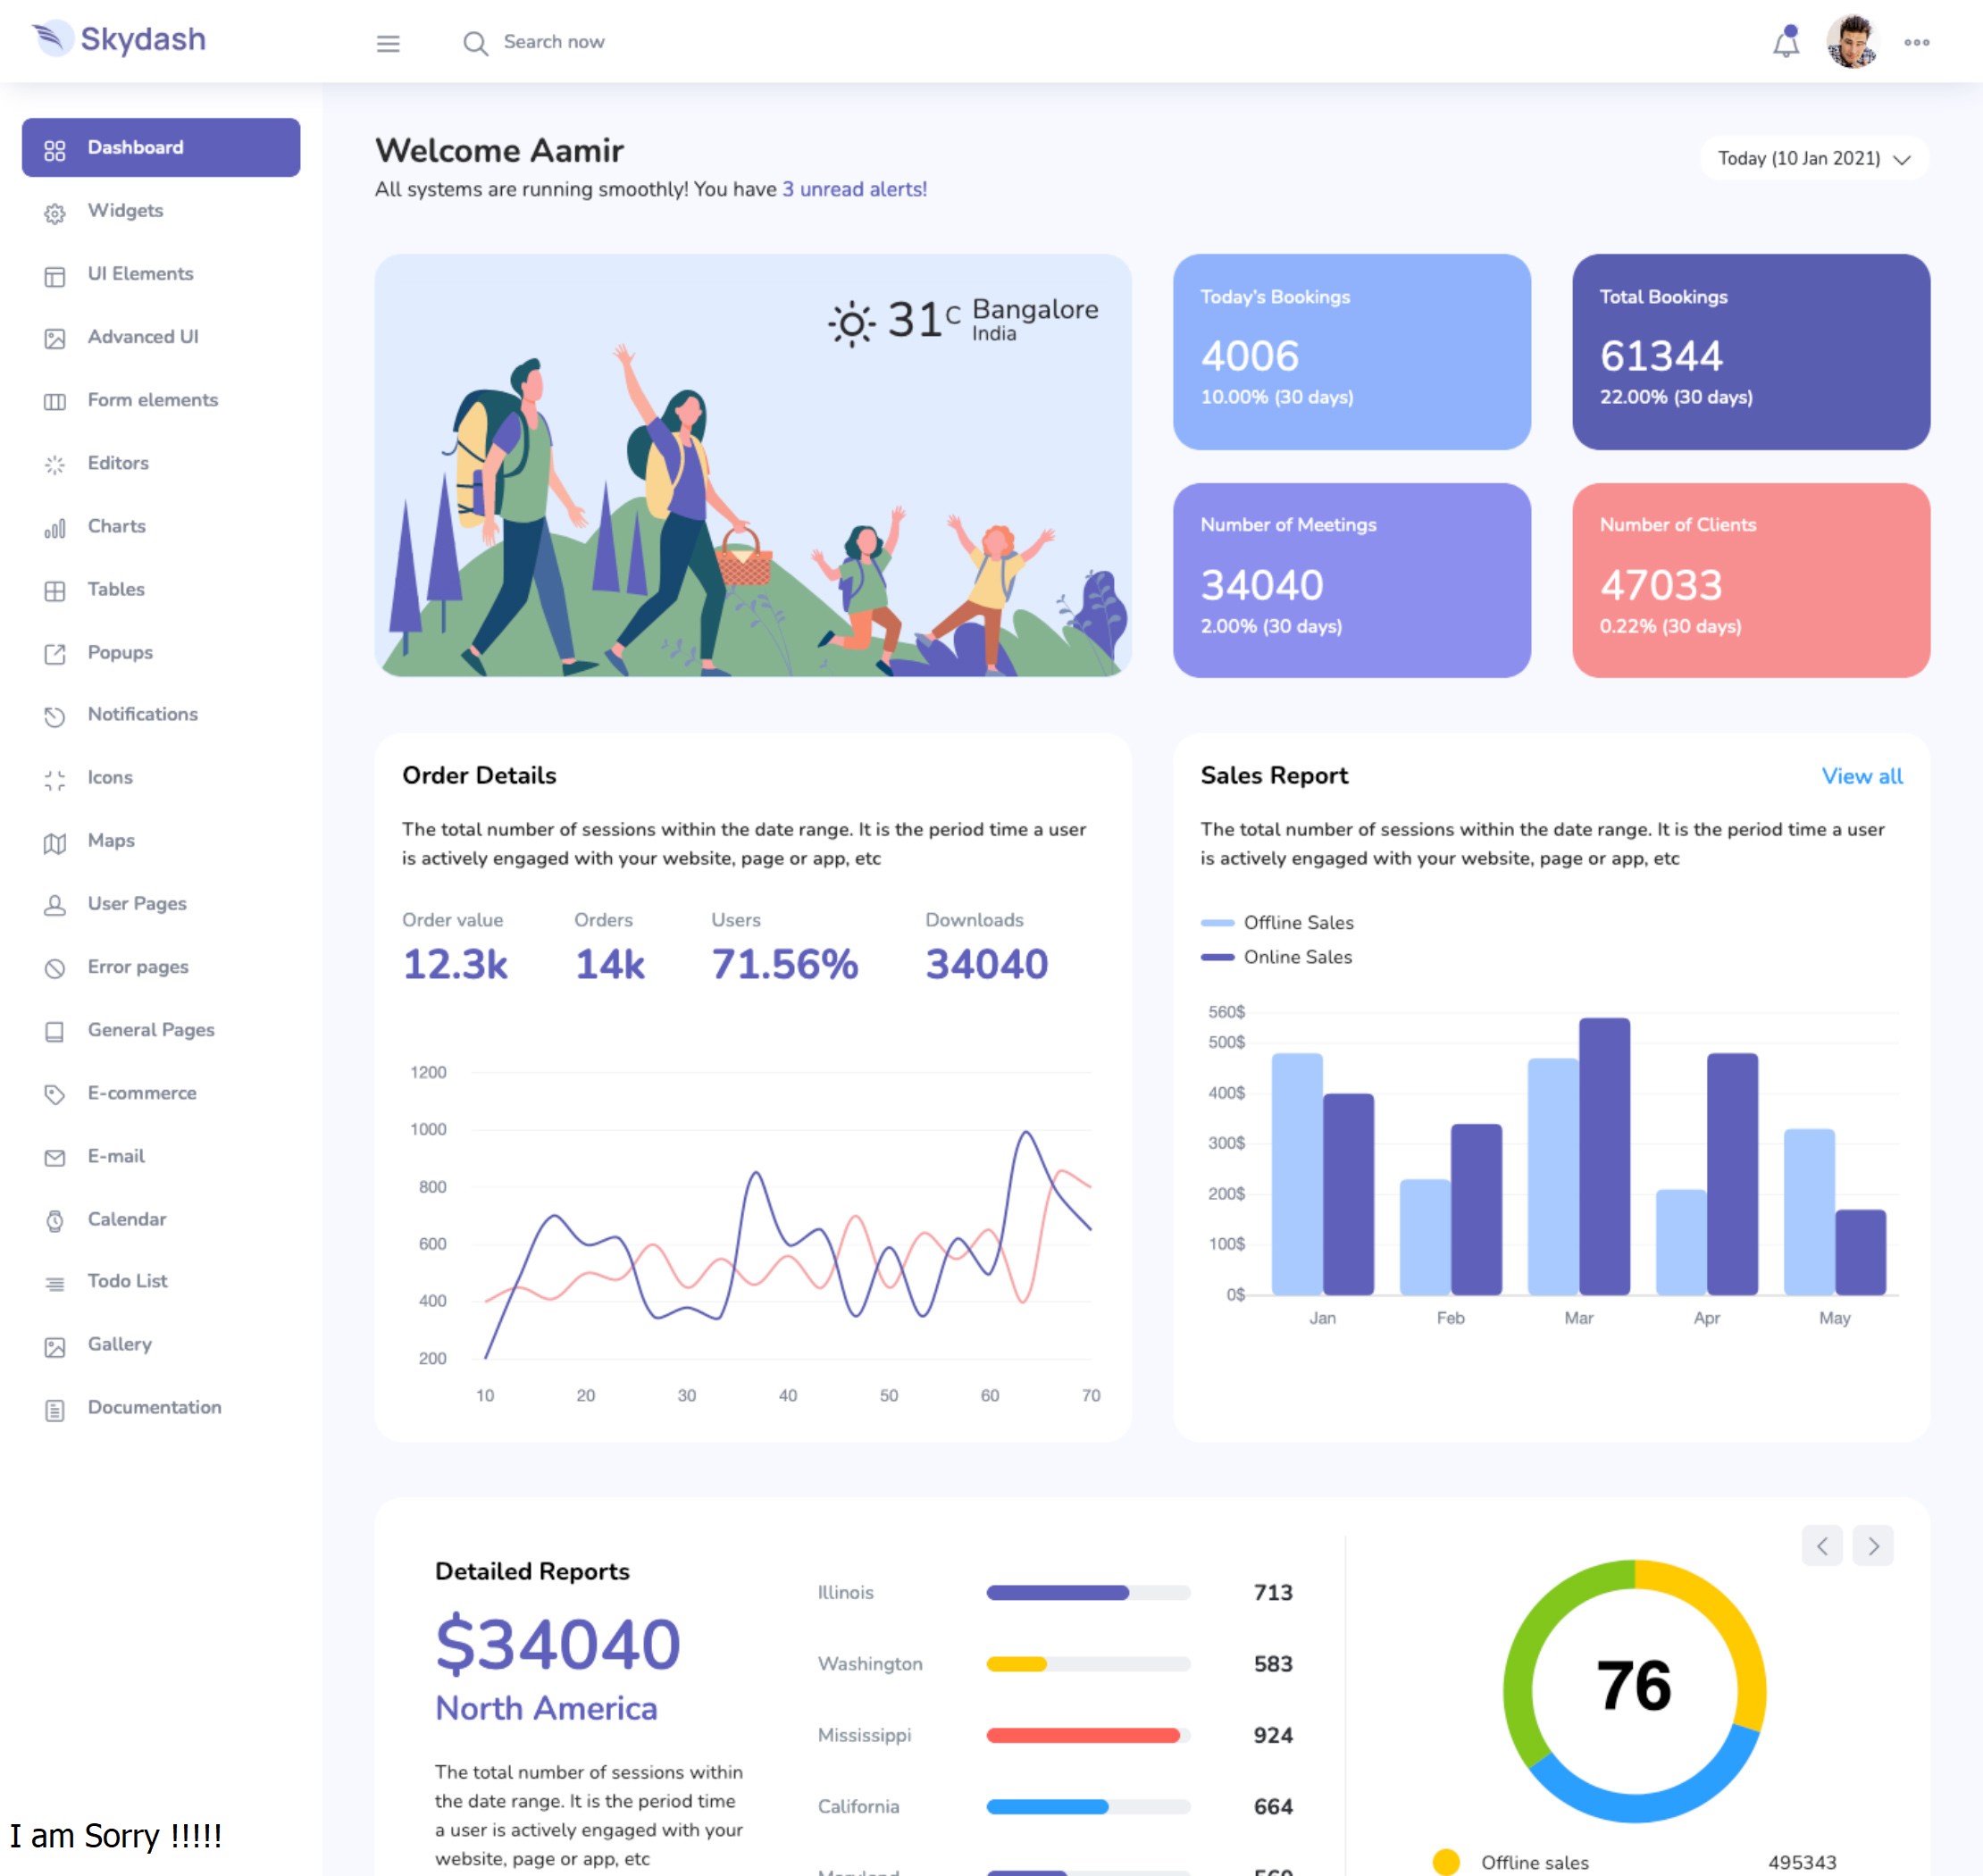 Skydash
Search now
Dashboard
Widgets
UI Elements
Advanced UI
Form elements
Editors
Charts
Tables
Popups
Notifications
Icons
Maps
User Pages
Error pages
General Pages
E-commerce
E-mail
Calendar
Todo List
Gallery
Documentation
I am Sorry !!!!!
Welcome Aamir
All systems are running smoothly! You have 3 unread alerts!
Today (10 Jan 2021)
31 C Bangalore
India
Today's Bookings
4006
10.00% (30 days)
Total Bookings
61344
22.00% (30 days)
Number of Meetings
34040
2.00% (30 days)
Number of Clients
47033
0.22% (30 days)
Order Details
The total number of sessions within the date range. It is the period time a user
is actively engaged with your website, page or app, etc
Order value Orders Users Downloads
12.3k 14k 71.56% 34040
1200
1000
800
600
400
200
10 20 30 40 50 60 70
Sales Report View all
The total number of sessions within the date range. It is the period time a user
is actively engaged with your website, page or app, etc
Offline Sales
Online Sales
560$
500$
400$
300$
200$
100$
0$
Jan Feb Mar Apr May
Detailed Reports
$34040
North America
The total number of sessions within
the date range. It is the period time
a user is actively engaged with your
website, page or app, etc
Illinois 713
Washington 583
Mississippi 924
California 664
76
Offline sales 495343